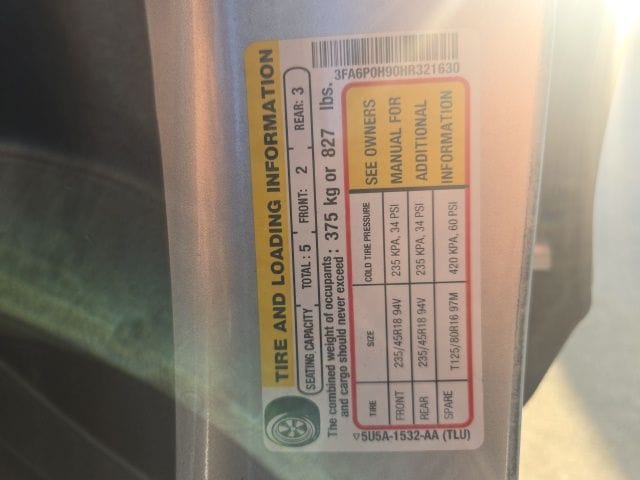 TIRE AND LOADING INFORMATION
SEATING CAPACITY TOTAL: 5 FRONT: 2 REAR: 3
The combined weight of occupants
and cargo should never exceed: 375 kg or 827 lbs.
TIRE SIZE COLD TIRE PRESSURE
FRONT 235/45R18 94V 235 KPA, 34 PSI
REAR 235/45R18 94V 235 KPA, 34 PSI
SPARE T125/80R16 97M 420 KPA, 60 PSI
SEE OWNERS
MANUAL FOR
ADDITIONAL
INFORMATION
▽5U5A-1532-AA (TLU)
3FA6P0H90HR321630